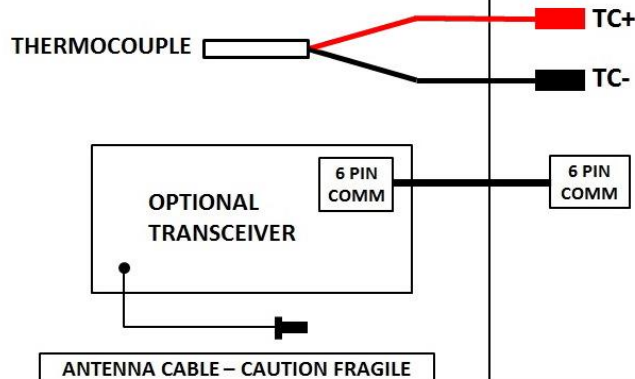 TC+
THERMOCOUPLE
TC-
6 PIN
COMM
6 PIN
COMM
OPTIONAL
TRANSCEIVER
ANTENNA CABLE – CAUTION FRAGILE